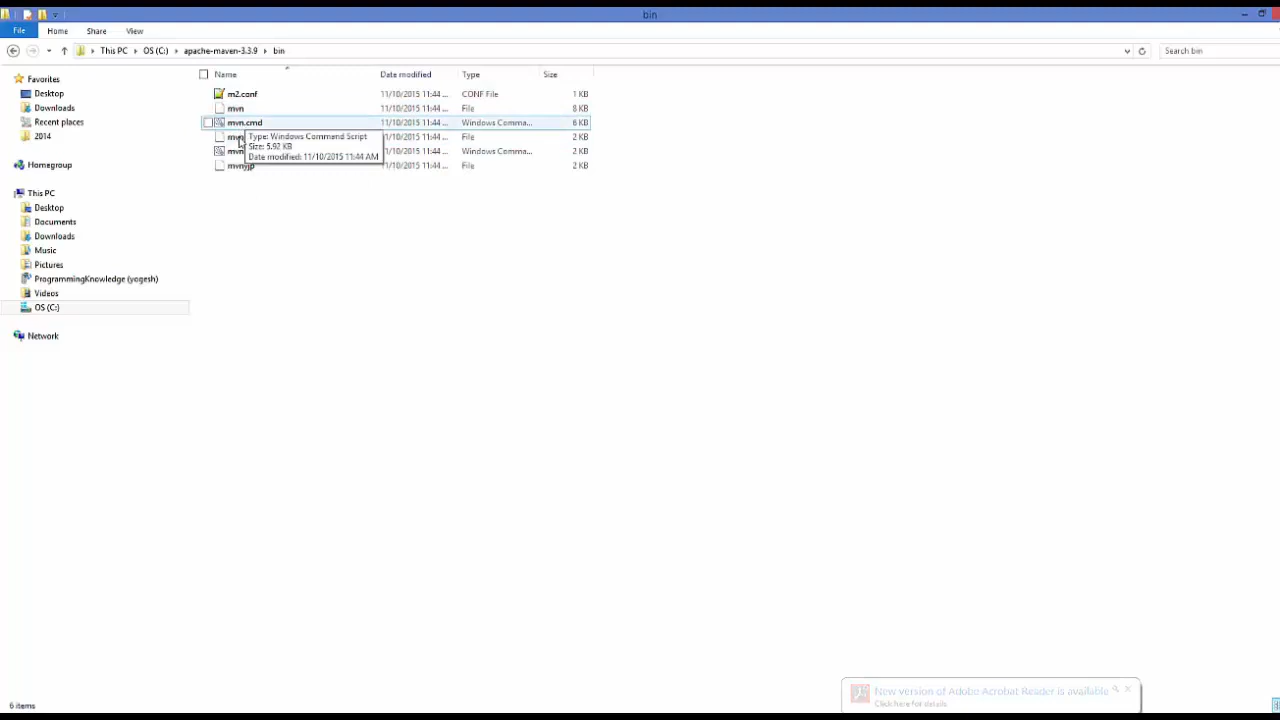 bin
File Home Share View
This PC OS (C:) apache-maven-3.3.9 bin
Search bin
Name Date modified Type Size
m2.conf 11/10/2015 11:44 ... CONF File 1 KB
mvn 11/10/2015 11:44 ... File 8 KB
mvn.cmd 11/10/2015 11:44 ... Windows Comma... 6 KB
11/10/2015 11:44 ... File 2 KB
11/10/2015 11:44 ... Windows Comma... 2 KB
mvnyjp 11/10/2015 11:44 ... File 2 KB
Type: Windows Command Script
Size: 5.92 KB
Date modified: 11/10/2015 11:44 AM
Favorites
Desktop
Downloads
Recent places
2014
Homegroup
This PC
Desktop
Documents
Downloads
Music
Pictures
ProgrammingKnowledge (yogesh)
Videos
OS (C:)
Network
New version of Adobe Acrobat Reader is available
Click here for details.
6 items